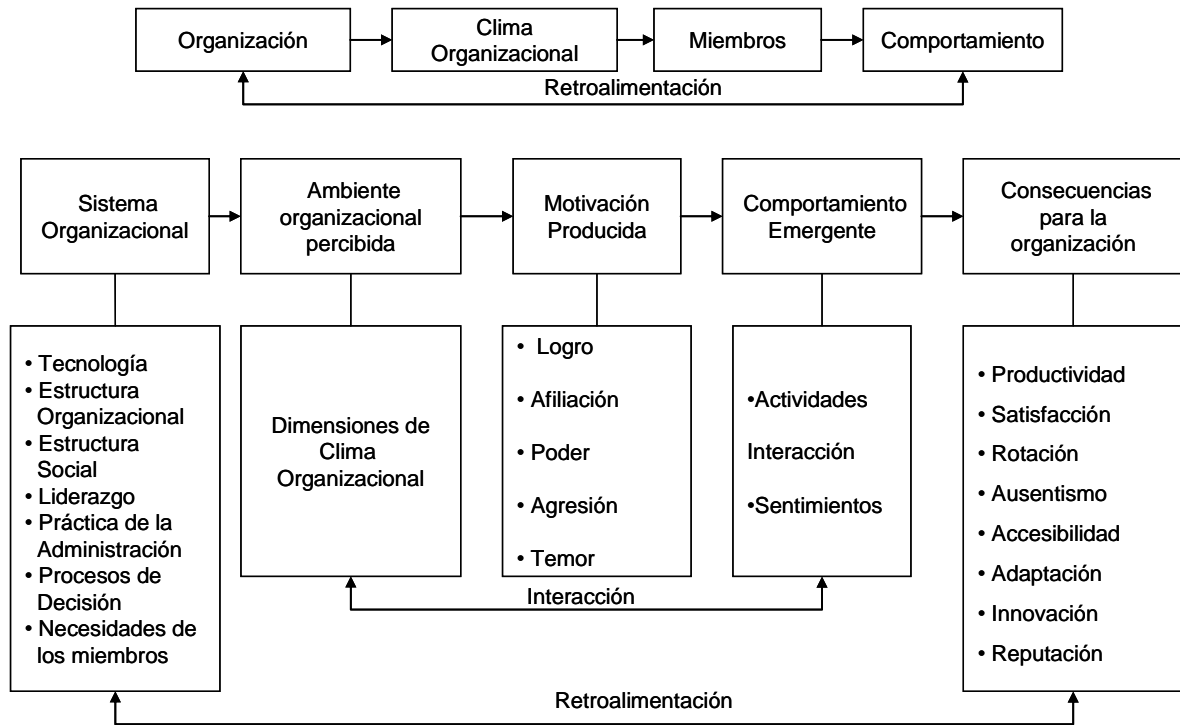 Organización
Clima
Organizacional
Miembros
Comportamiento
Retroalimentación
Sistema
Organizacional
Ambiente
organizacional
percibida
Motivación
Producida
Comportamiento
Emergente
Consecuencias
para la
organización
• Tecnología
• Estructura
Organizacional
• Estructura
Social
• Liderazgo
• Práctica de la
Administración
• Procesos de
Decisión
• Necesidades de
los miembros
Dimensiones de
Clima
Organizacional
• Logro
• Afiliación
• Poder
• Agresión
• Temor
•Actividades
Interacción
•Sentimientos
• Productividad
• Satisfacción
• Rotación
• Ausentismo
• Accesibilidad
• Adaptación
• Innovación
• Reputación
Interacción
Retroalimentación